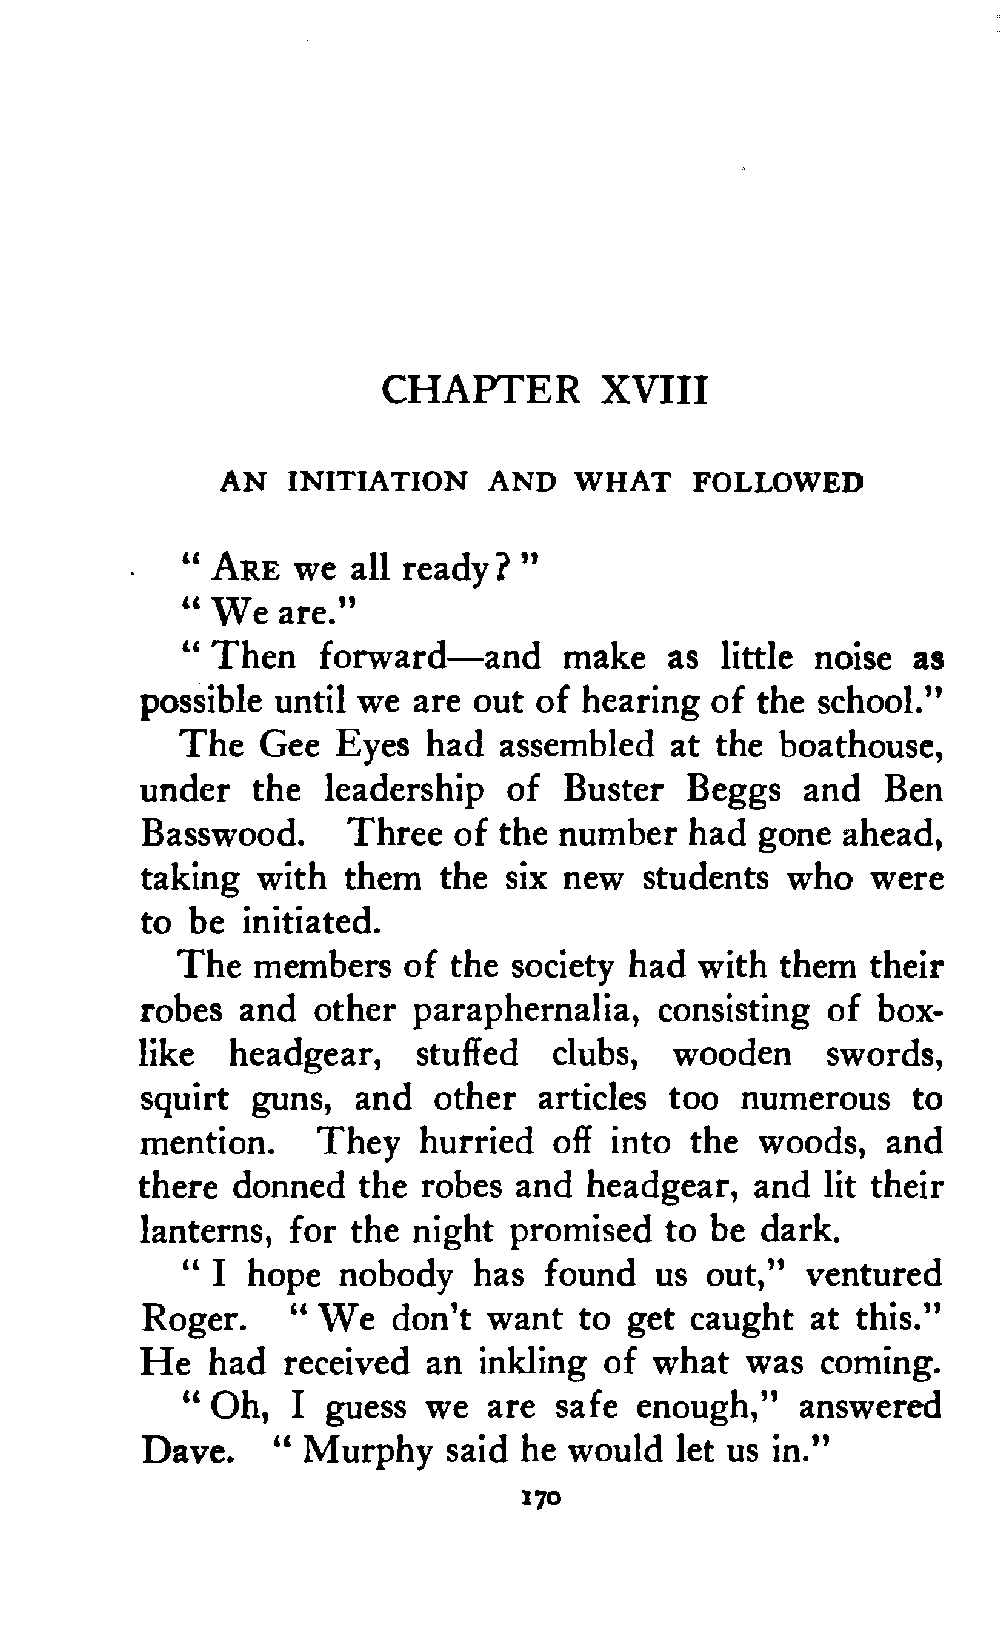 CHAPTER XVIII
AN INITIATION AND WHAT FOLLOWED
" ARE we all ready? "
" We are."
" Then forward—and make as little noise as
possible until we are out of hearing of the school."
The Gee Eyes had assembled at the boathouse,
under the leadership of Buster Beggs and Ben
Basswood. Three of the number had gone ahead,
taking with them the six new students who were
to be initiated.
The members of the society had with them their
robes and other paraphernalia, consisting of box-
like headgear, stuffed clubs, wooden swords,
squirt guns, and other articles too numerous to
mention. They hurried off into the woods, and
there donned the robes and headgear, and lit their
lanterns, for the night promised to be dark.
" I hope nobody has found us out," ventured
Roger. " We don't want to get caught at this."
He had received an inkling of what was coming.
" Oh, I guess we are safe enough," answered
Dave. " Murphy said he would let us in."
170